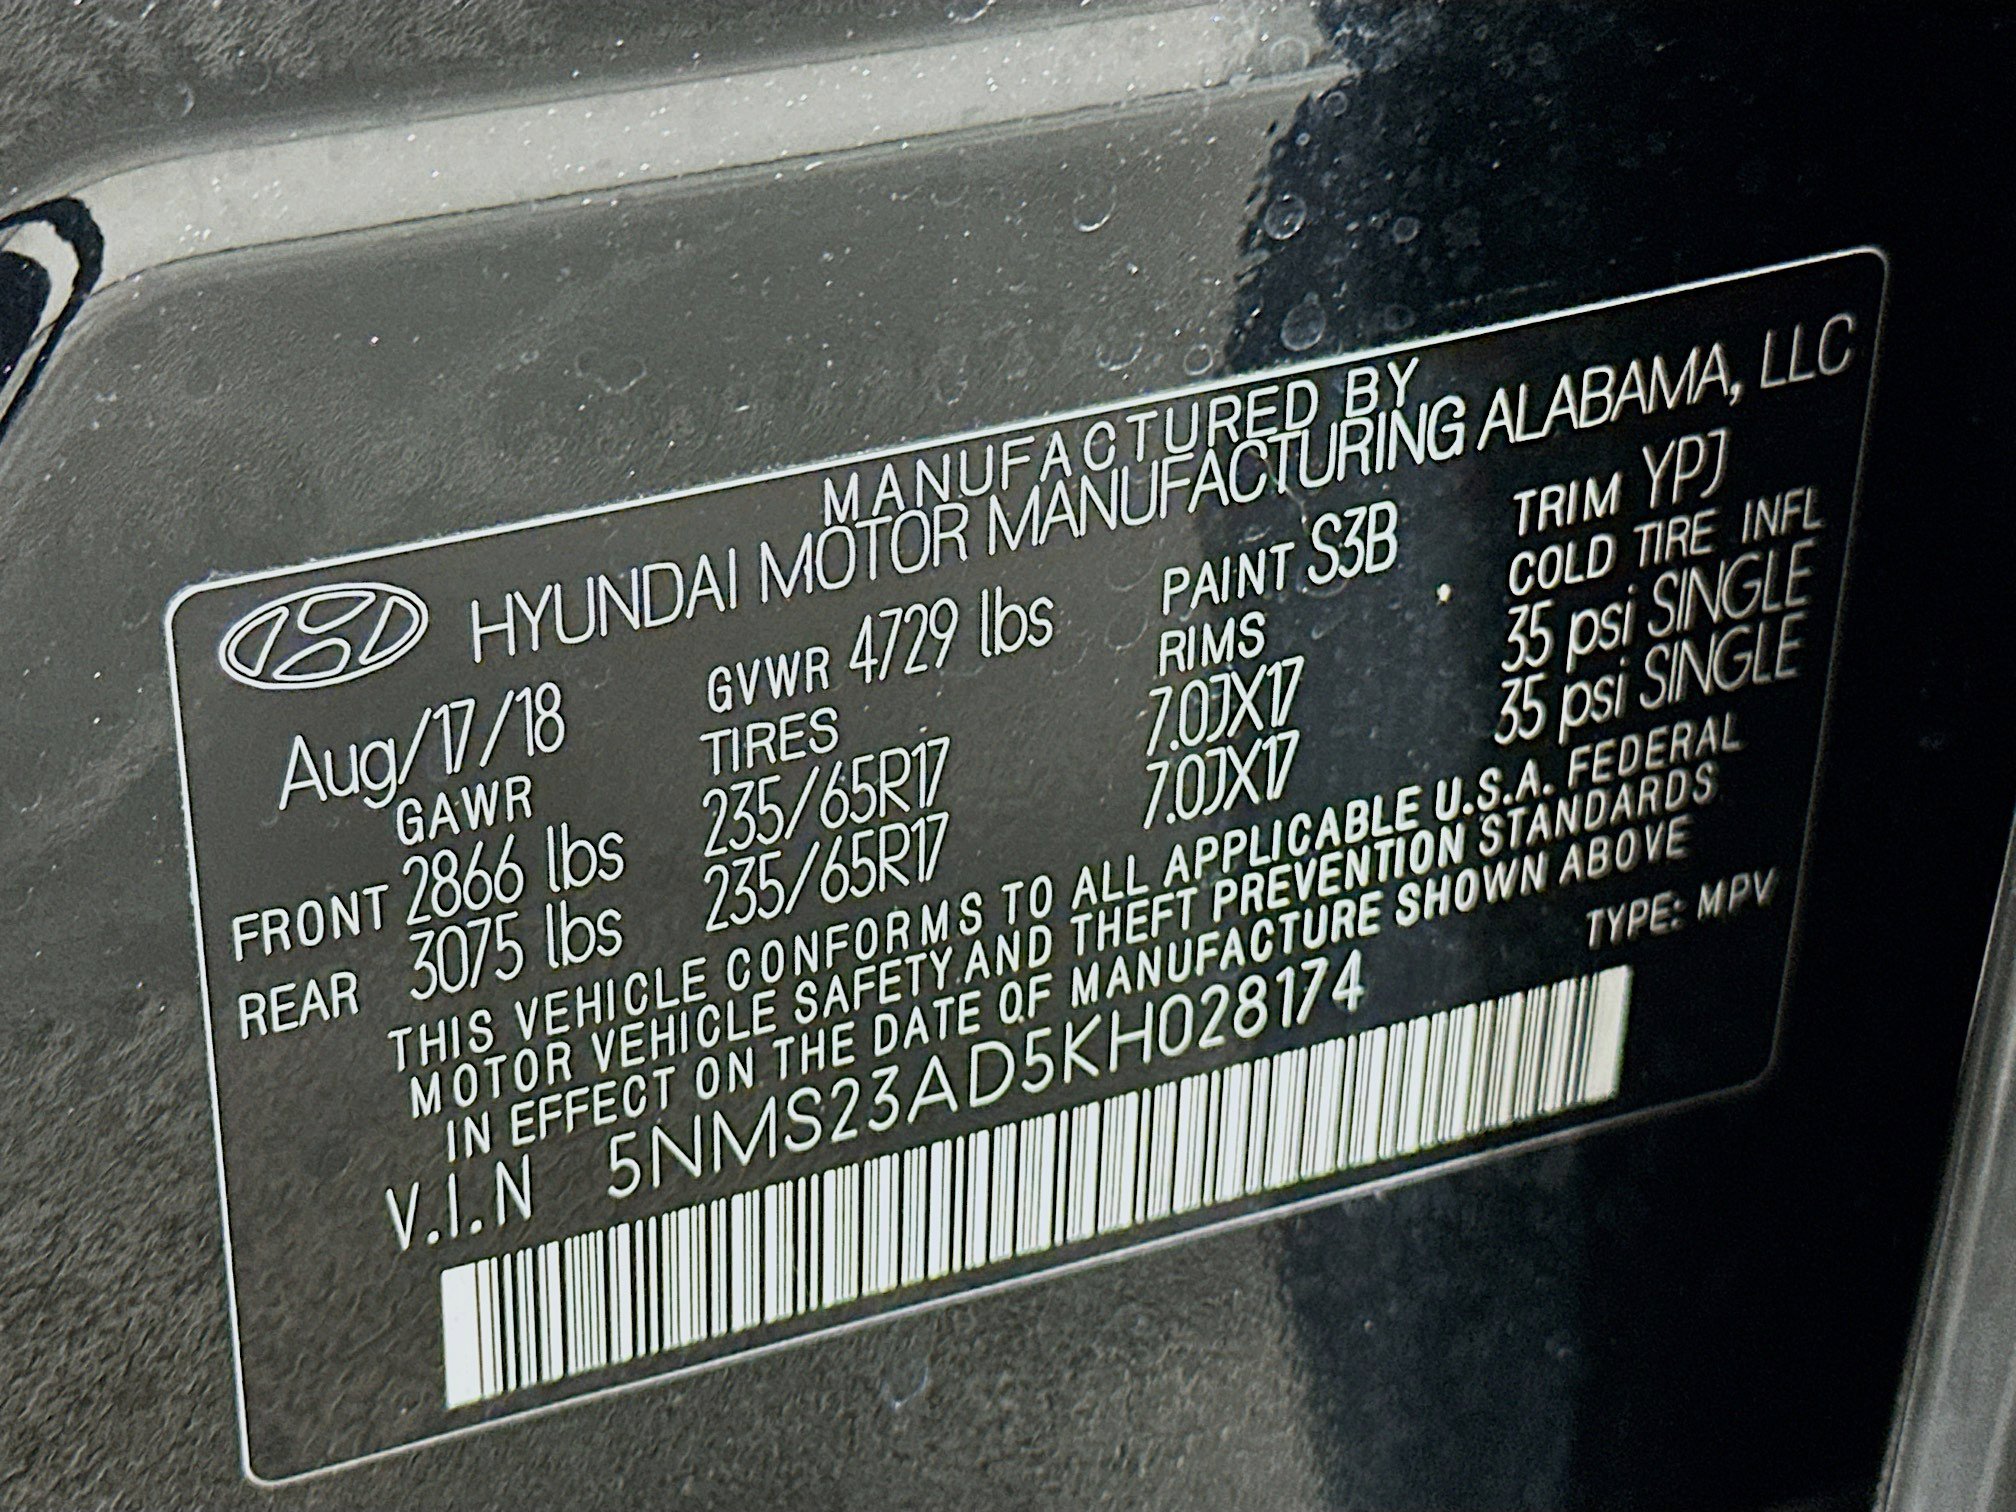 MANUFACTURED BY
HYUNDAI MOTOR MANUFACTURING ALABAMA, LLC
Aug/17/18 GVWR 4729 lbs PAINT S3B TRIM YPJ
GAWR TIRES RIMS COLD TIRE INFL
FRONT 2866 lbs 235/65R17 7.0JX17 35 psi SINGLE
REAR 3075 lbs 235/65R17 7.0JX17 35 psi SINGLE
THIS VEHICLE CONFORMS TO ALL APPLICABLE U.S.A. FEDERAL
MOTOR VEHICLE SAFETY AND THEFT PREVENTION STANDARDS
IN EFFECT ON THE DATE OF MANUFACTURE SHOWN ABOVE
V.I.N 5NMS23AD5KH028174 TYPE: MPV